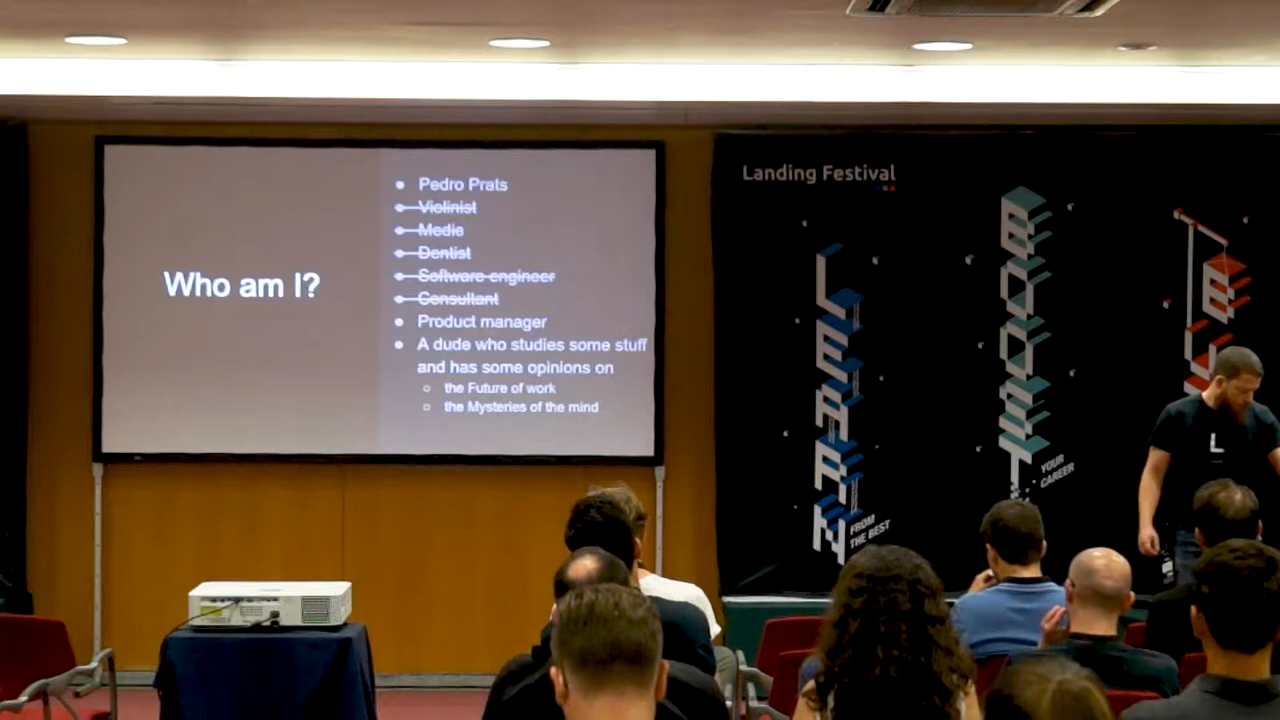 Who am I?
Pedro Prats
Violinist
Medic
Dentist
Software engineer
Consultant
Product manager
A dude who studies some stuff
and has some opinions on
the Future of work
the Mysteries of the mind
Landing Festival
LEARN
FROM
THE BEST
BOOST
YOUR
CAREER
L